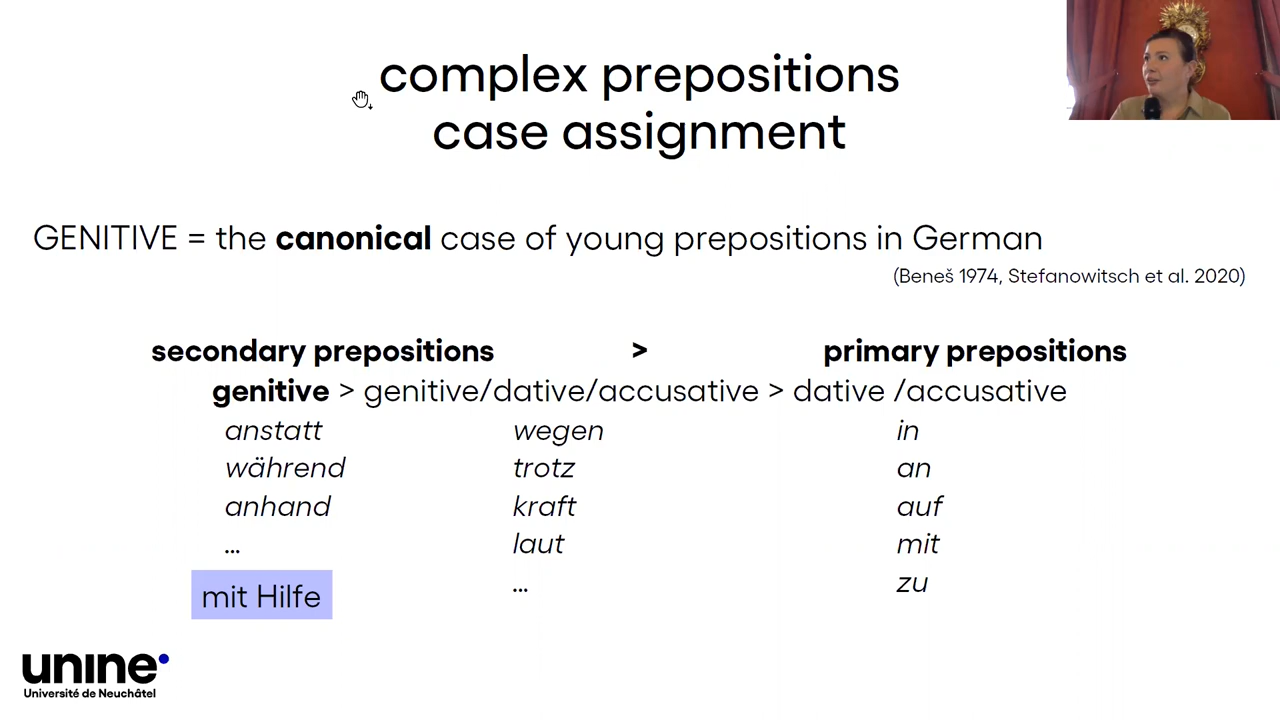 complex prepositions
case assignment
GENITIVE = the canonical case of young prepositions in German
(Beneš 1974, Stefanowitsch et al. 2020)
secondary prepositions > primary prepositions
genitive > genitive/dative/accusative > dative /accusative
anstatt wegen in
während trotz an
anhand kraft auf
... laut mit
mit Hilfe ... zu
unine
Université de Neuchâtel